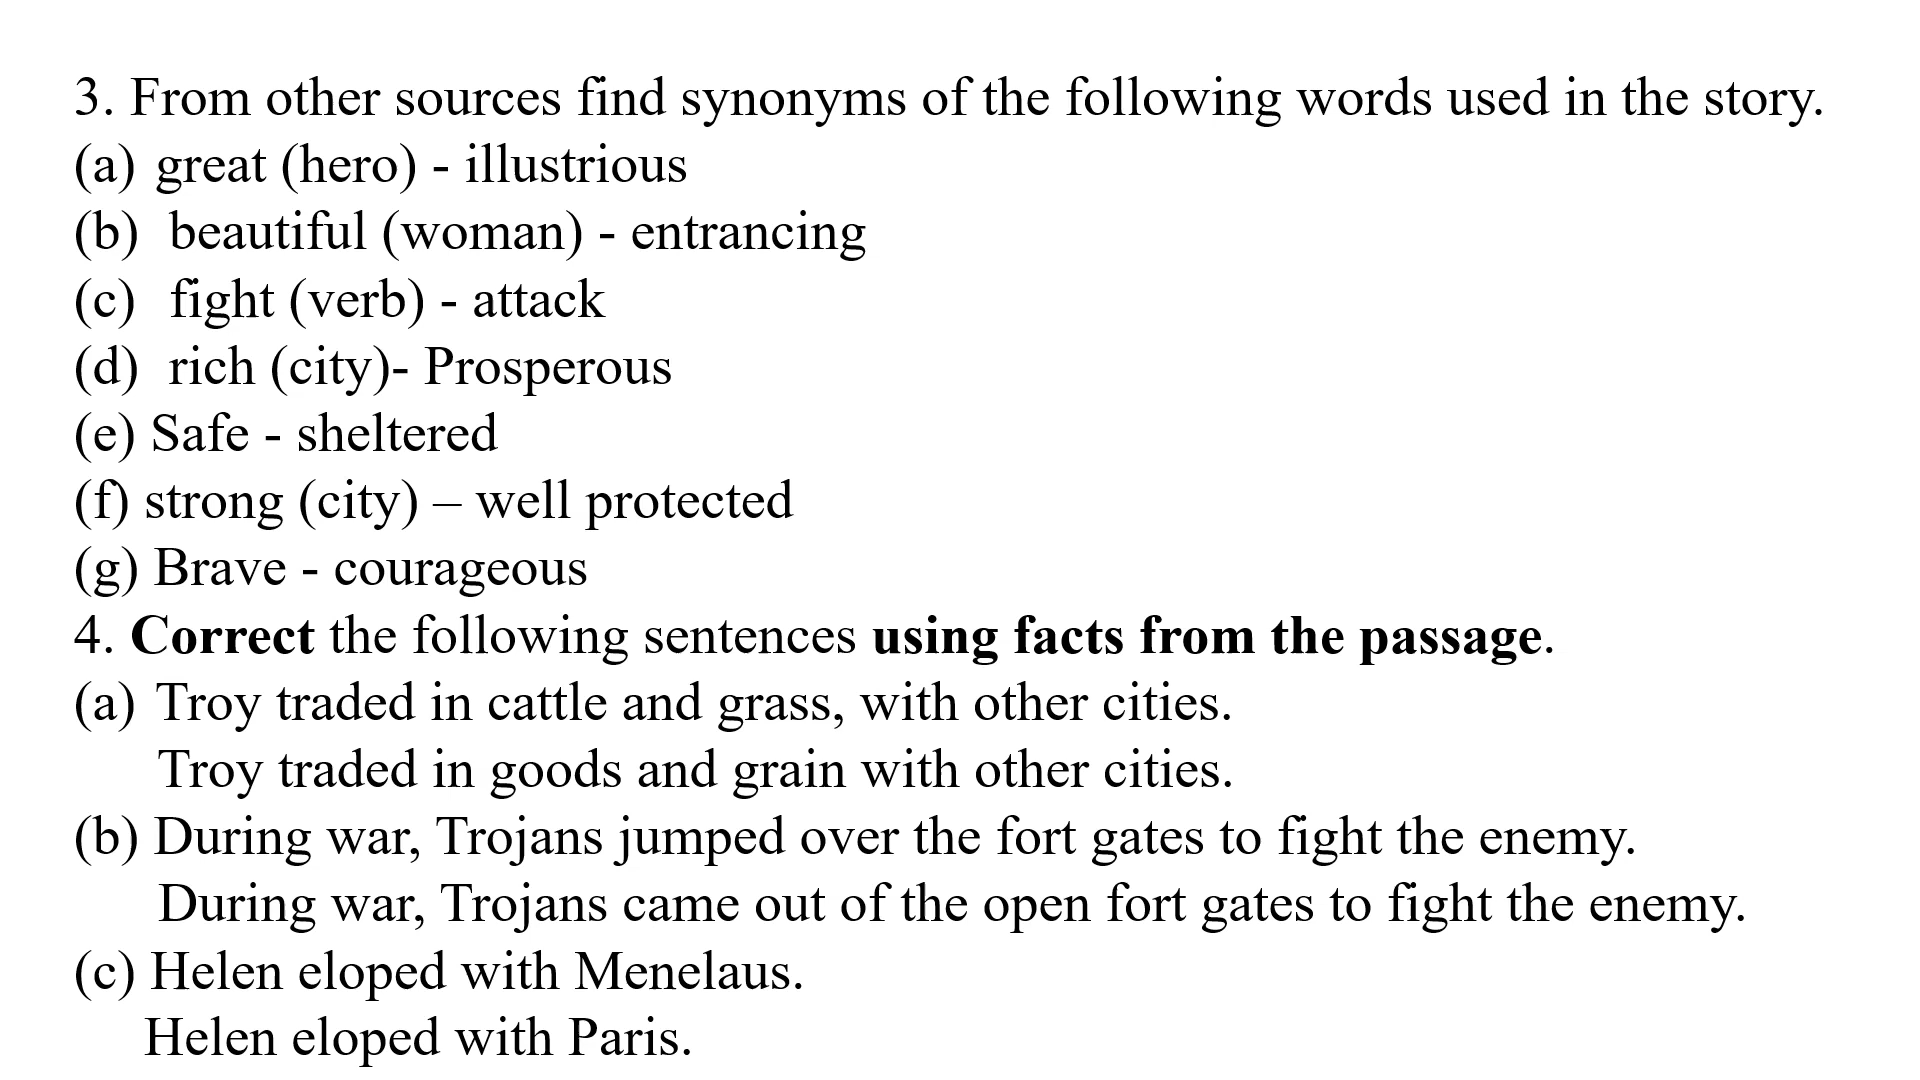 3. From other sources find synonyms of the following words used in the story.
(a) great (hero) - illustrious
(b) beautiful (woman) - entrancing
(c) fight (verb) - attack
(d) rich (city)- Prosperous
(e) Safe - sheltered
(f) strong (city) – well protected
(g) Brave - courageous
4. Correct the following sentences using facts from the passage.
(a) Troy traded in cattle and grass, with other cities.
Troy traded in goods and grain with other cities.
(b) During war, Trojans jumped over the fort gates to fight the enemy.
During war, Trojans came out of the open fort gates to fight the enemy.
(c) Helen eloped with Menelaus.
Helen eloped with Paris.